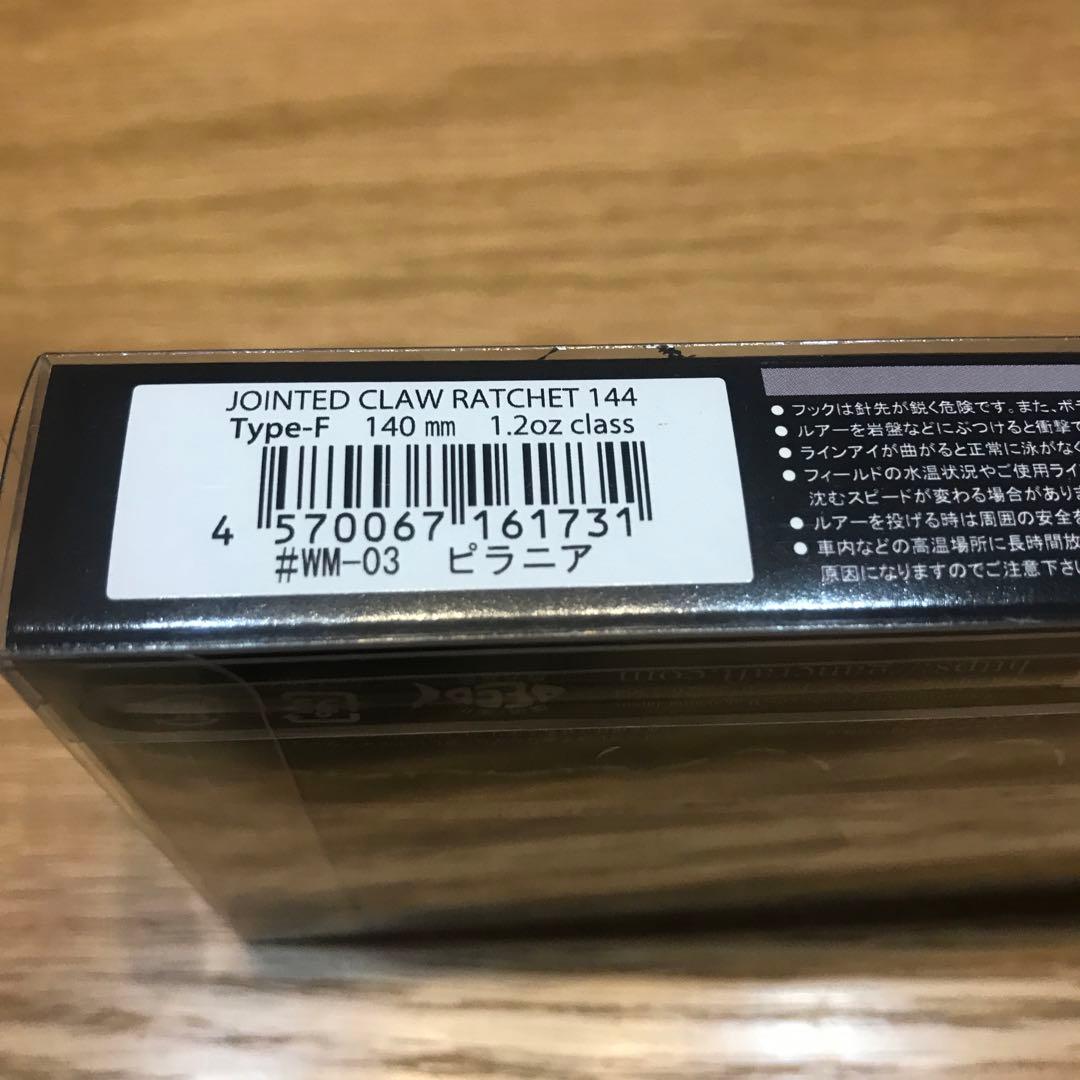 JOINTED CLAW RATCHET 144
Type-F 140 mm 1.2oz class
4 570067 161731
#WM-03 ピラニア
●フックは針先が鋭く危険です。また、ボデ
●ルアーを岩盤などにぶつけると衝撃で
●ラインアイが曲がると正常に泳がなく
●フィールドの水温状況やご使用ライ
沈むスピードが変わる場合がありま
●ルアーを投げる時は周囲の安全を
●車内などの高温場所に長時間放
原因になりますのでご注意下さい
https://gancraft.com